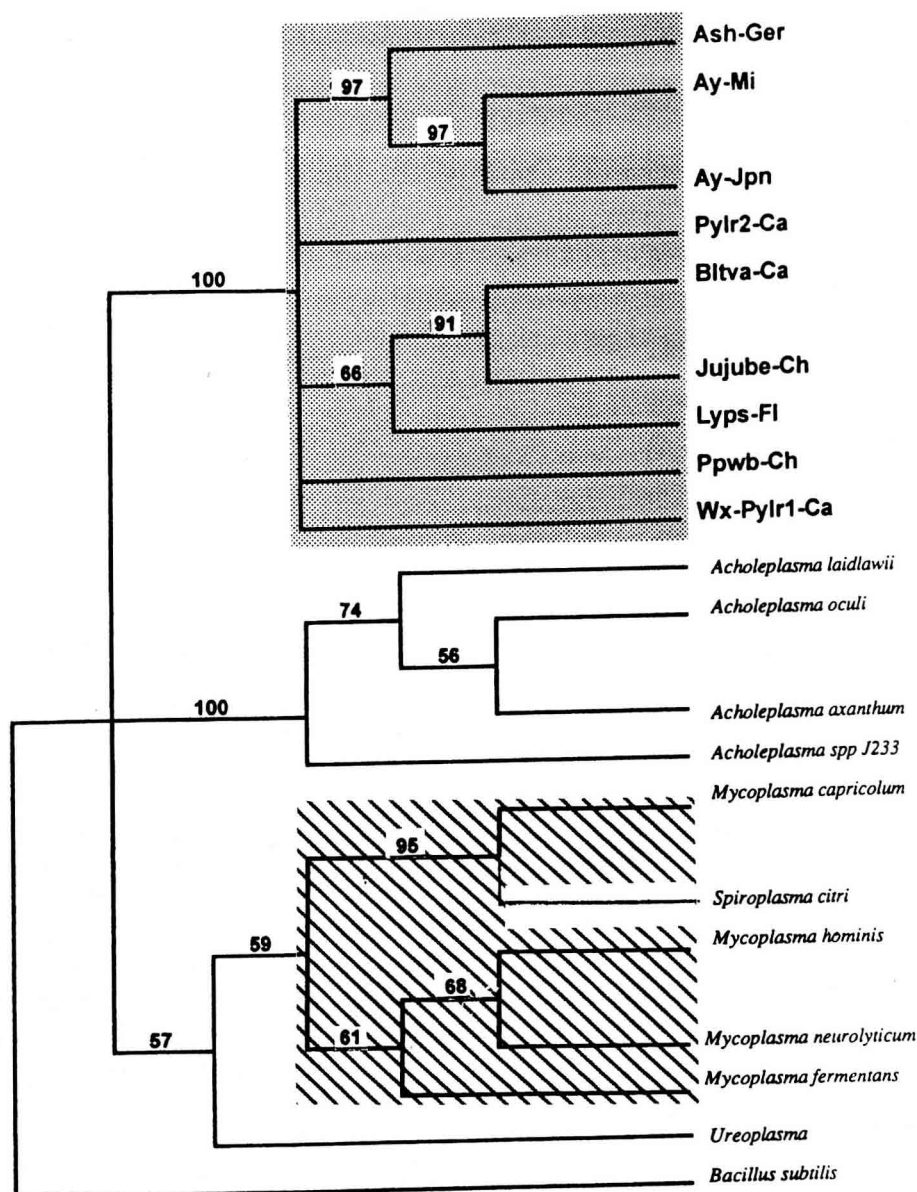 Ash-Ger
97
Ay-Mi
97
Ay-Jpn
Pylr2-Ca
Bltva-Ca
100
91
66
Jujube-Ch
Lyps-Fl
Ppwb-Ch
Wx-Pylr1-Ca
Acholeplasma laidlawii
74
Acholeplasma oculi
56
100
Acholeplasma axanthum
Acholeplasma spp J233
Mycoplasma capricolum
95
Spiroplasma citri
59
Mycoplasma hominis
68
57
61
Mycoplasma neurolyticum
Mycoplasma fermentans
Ureoplasma
Bacillus subtilis